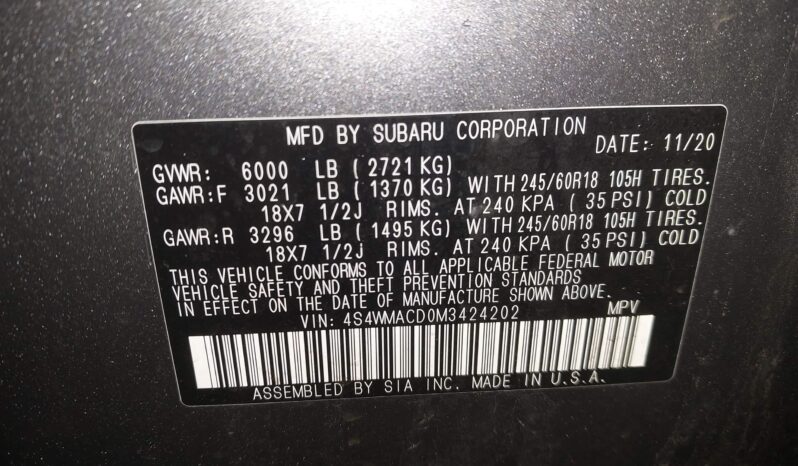 MFD BY SUBARU CORPORATION
DATE: 11/20
GVWR: 6000 LB ( 2721 KG)
GAWR:F 3021 LB ( 1370 KG) WITH 245/60R18 105H TIRES.
18X7 1/2J RIMS. AT 240 KPA ( 35 PSI) COLD
GAWR:R 3296 LB ( 1495 KG) WITH 245/60R18 105H TIRES.
18X7 1/2J RIMS. AT 240 KPA ( 35 PSI) COLD
THIS VEHICLE CONFORMS TO ALL APPLICABLE FEDERAL MOTOR
VEHICLE SAFETY AND THEFT PREVENTION STANDARDS
IN EFFECT ON THE DATE OF MANUFACTURE SHOWN ABOVE.
VIN: 4S4WMACD0M3424202 MPV
ASSEMBLED BY SIA INC. MADE IN U.S.A.